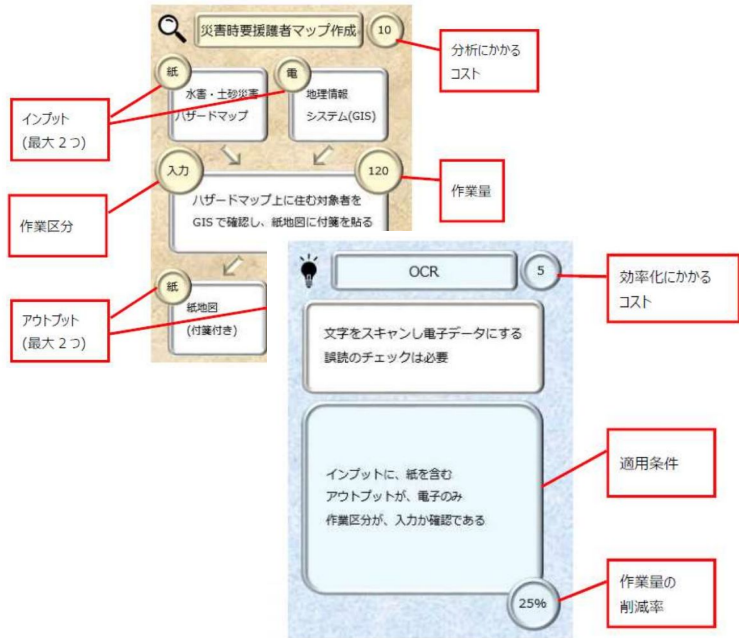 災害時要援護者マップ作成
10
分析にかかる
コスト
紙
水害・土砂災害
ハザードマップ
電
地理情報
システム(GIS)
インプット
(最大２つ)
入力
120
ハザードマップ上に住む対象者を
GISで確認し、紙地図に付箋を貼る
作業区分
作業量
紙
紙地図
(付箋付き)
アウトプット
(最大２つ)
OCR
5
効率化にかかる
コスト
文字をスキャンし電子データにする
誤読のチェックは必要
インプットに、紙を含む
アウトプットが、電子のみ
作業区分が、入力か確認である
適用条件
25%
作業量の
削減率